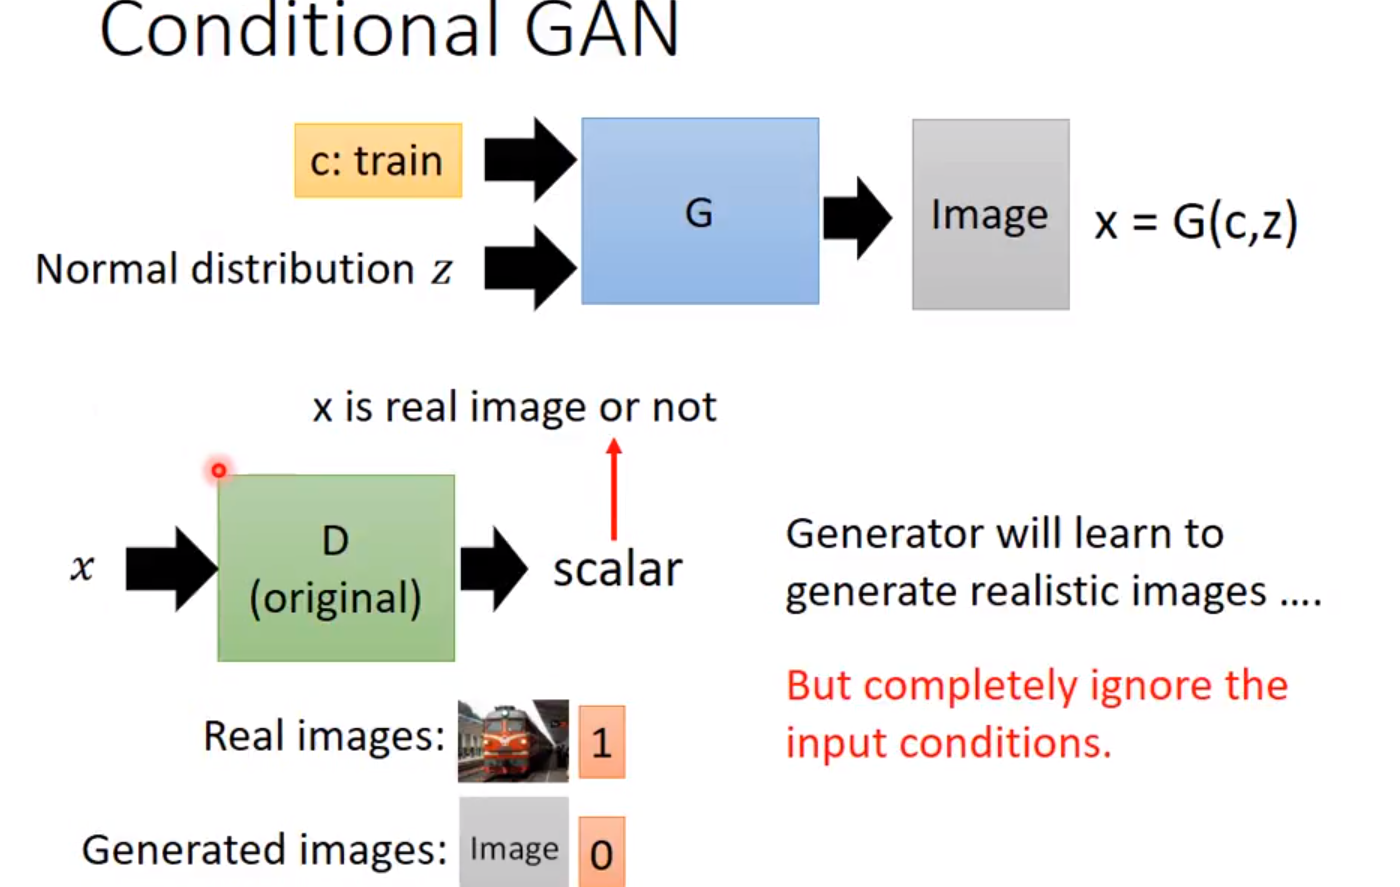 Conditional GAN
c: train
Normal distribution z
G
Image
x = G(c,z)
x is real image or not
x
D
(original)
scalar
Generator will learn to
generate realistic images ....
But completely ignore the
input conditions.
Real images:
1
Generated images:
Image
0